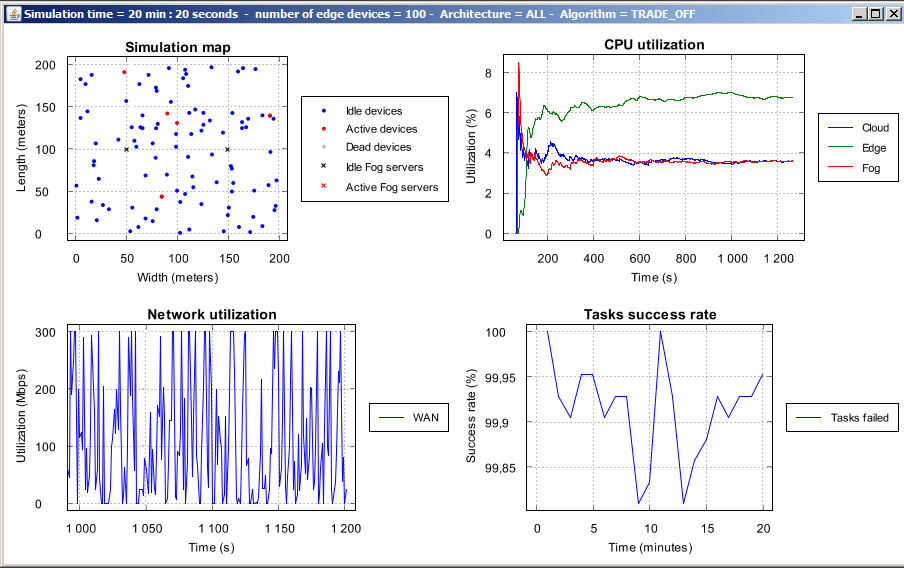 Simulation time = 20 min : 20 seconds - number of edge devices = 100 - Architecture = ALL - Algorithm = TRADE_OFF
Simulation map
Length (meters)
200
150
100
50
0
0 50 100 150 200
Width (meters)
Idle devices
Active devices
Dead devices
Idle Fog servers
Active Fog servers
CPU utilization
Utilization (%)
8
6
4
2
0
200 400 600 800 1 000 1 200
Time (s)
Cloud
Edge
Fog
Network utilization
Utilization (Mbps)
300
200
100
0
1 000 1 050 1 100 1 150 1 200
Time (s)
WAN
Tasks success rate
Success rate (%)
100
99,95
99,9
99,85
0 5 10 15 20
Time (minutes)
Tasks failed